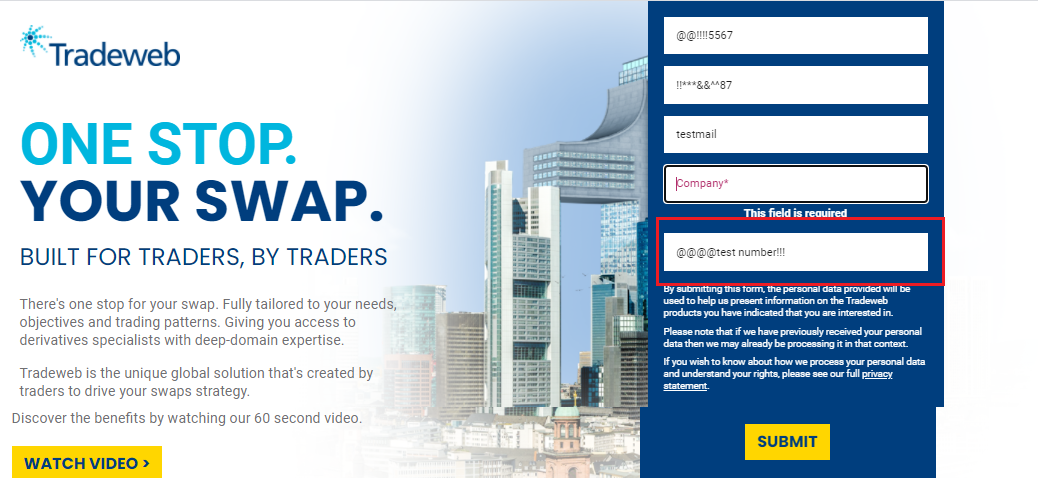 Tradeweb
ONE STOP.
YOUR SWAP.
BUILT FOR TRADERS, BY TRADERS
There's one stop for your swap. Fully tailored to your needs,
objectives and trading patterns. Giving you access to
derivatives specialists with deep-domain expertise.
Tradeweb is the unique global solution that's created by
traders to drive your swaps strategy.
Discover the benefits by watching our 60 second video.
WATCH VIDEO >
@@!!!!5567
!!***&&^^87
testmail
Company*
This field is required
@@@@test number!!!
By submitting this form, the personal data provided will be
used to help us present information on the Tradeweb
products you have indicated that you are interested in.
Please note that if we have previously received your personal
data then we may already be processing it in that context.
If you wish to know about how we process your personal data
and understand your rights, please see our full privacy
statement.
SUBMIT